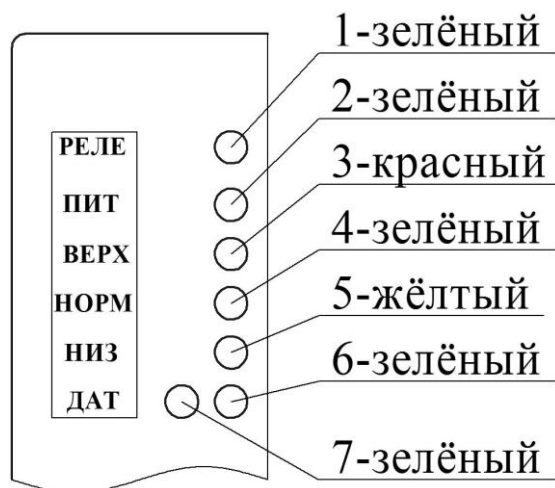 1-зелёный
2-зелёный
РЕЛЕ
3-красный
ПИТ
4-зелёный
ВЕРХ
5-жёлтый
НОРМ
6-зелёный
НИЗ
ДАТ
7-зелёный